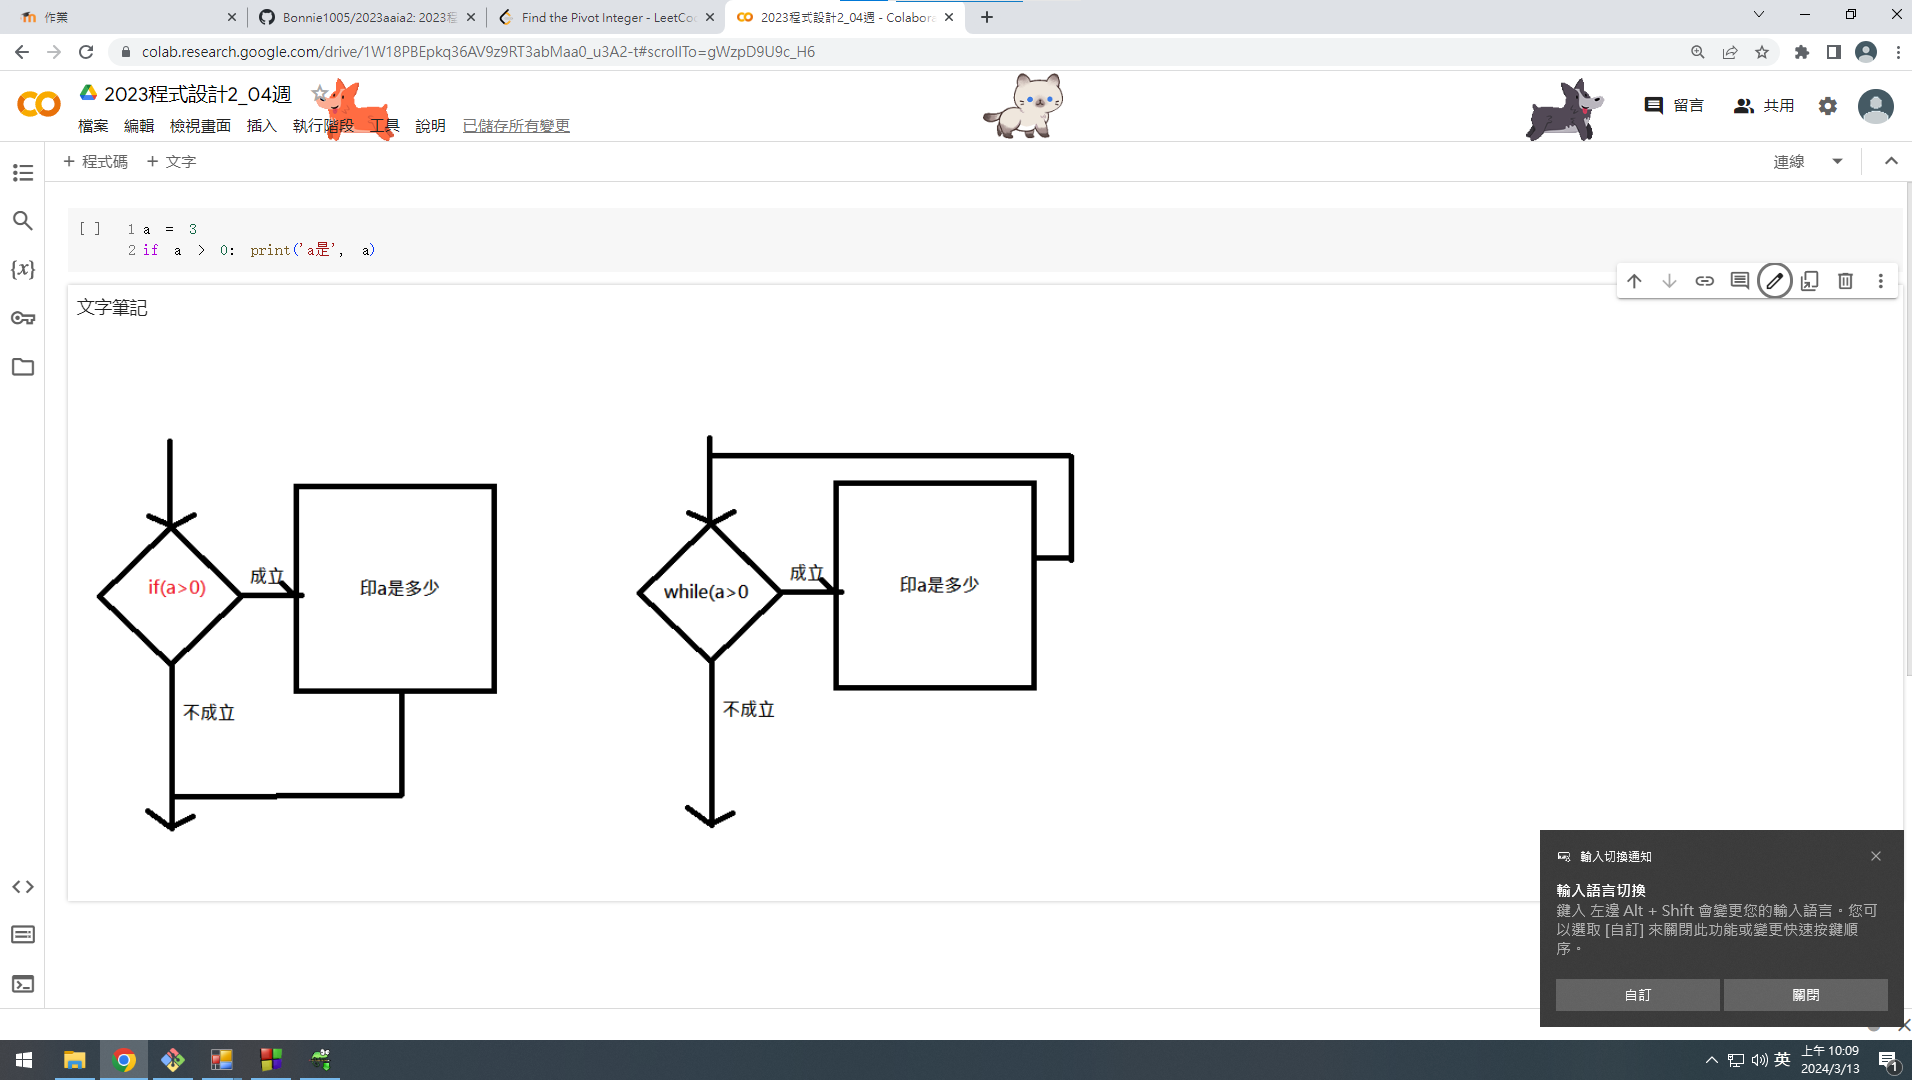 作業
Bonnie1005/2023aaia2: 2023程
Find the Pivot Integer - LeetCo
2023程式設計2_04週 - Colabora
colab.research.google.com/drive/1W18PBEpkq36AV9z9RT3abMaa0_u3A2-t#scrollTo=gWzpD9U9c_H6
2023程式設計2_04週
檔案 編輯 檢視畫面 插入 執行階段 工具 說明 已儲存所有變更
留言 共用
+ 程式碼 + 文字
連線
[ ] 1 a = 3
2 if a > 0: print('a是', a)
文字筆記
if(a>0)
成立
印a是多少
不成立
while(a>0
成立
印a是多少
不成立
輸入切換通知
輸入語言切換
鍵入 左邊 Alt + Shift 會變更您的輸入語言。您可
以選取 [自訂] 來關閉此功能或變更快速按鍵順
序。
自訂 關閉
英
上午 10:09
2024/3/13
1